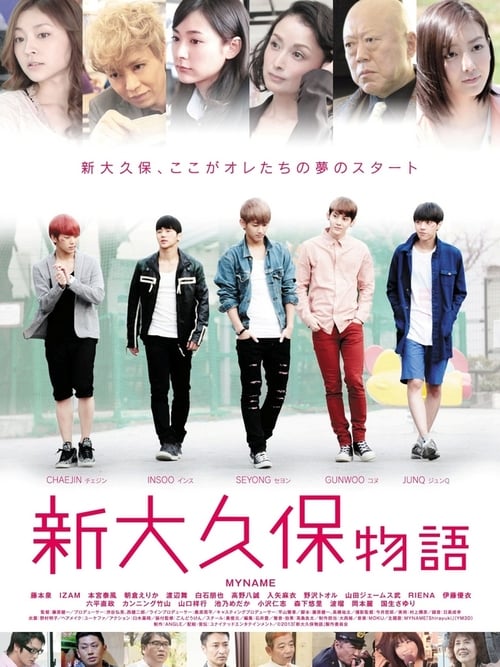 新大久保、ここがオレたちの夢のスタート
CHAEJIN チェジン INSOO インス SEYONG セヨン GUNWOO コヌ JUNQ ジュンQ
新大久保物語
MYNAME
藤本泉 IZAM 本宮泰風 朝倉えりか 渡辺舞 白石朋也 高野八誠 入矢麻衣 野沢トオル 山田ジェームス武 RIENA 伊藤優衣
六平直政 カンニング竹山 山口祥行 池乃めだか 小沢仁志 森下悠里 波瑠 岡本麗 国生さゆり